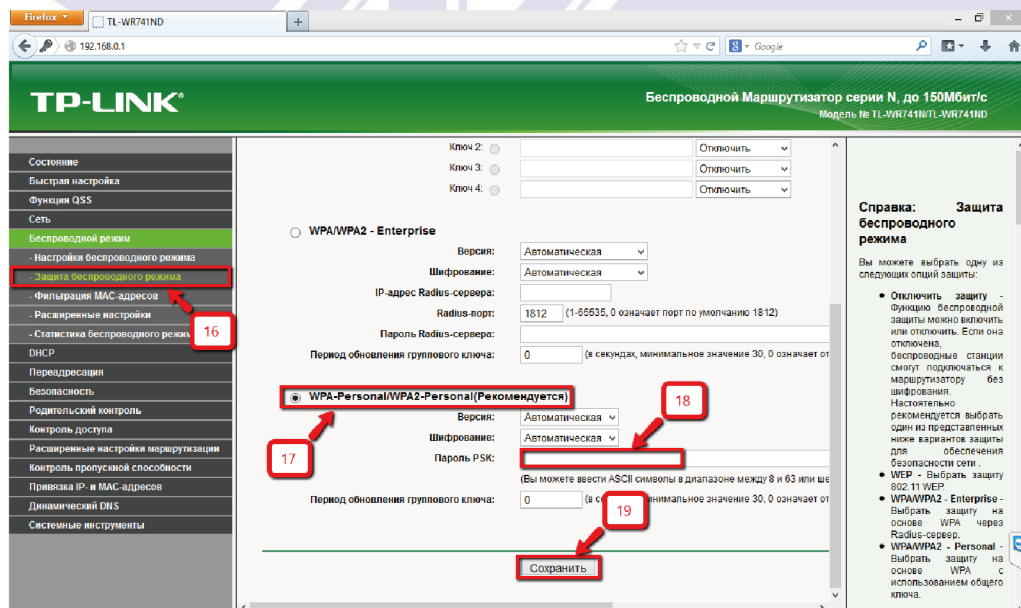 Firefox
TL-WR741ND
+
192.168.0.1
Google
TP-LINK®
Беспроводной Маршрутизатор серии N, до 150Мбит/с
Модель № TL-WR741N/TL-WR741ND
Состояние
Быстрая настройка
Функция QSS
Сеть
Беспроводной режим
- Настройки беспроводного режима
- Защита беспроводного режима
- Фильтрация MAC-адресов
- Расширенные настройки
- Статистика беспроводного
DHCP
Переадресация
Безопасность
Родительский контроль
Контроль доступа
Расширенные настройки маршрутизации
Контроль пропускной способности
Привязка IP- и MAC-адресов
Динамический DNS
Системные инструменты
16
Ключ 2: Отключить
Ключ 3: Отключить
Ключ 4: Отключить
WPA/WPA2 - Enterprise
Версия: Автоматическая
Шифрование: Автоматическая
IP-адрес Radius-сервера:
Radius-порт: 1812 (1-65535, 0 означает порт по умолчанию 1812)
Пароль Radius-сервера:
Период обновления группового ключа: 0 (в секундах, минимальное значение 30, 0 означает от
WPA-Personal/WPA2-Personal(Рекомендуется)
18
Версия: Автоматическая
Шифрование: Автоматическая
17
Пароль PSK:
(Вы можете ввести ASCII символы в диапазоне между 8 и 63 или ше
Период обновления группового ключа: 0 значение 30, 0 означает от
19
Сохранить
Справка: Защита
беспроводного
режима
Вы можете выбрать одну из
следующих опций защиты:
• Отключить защиту -
Функцию беспроводной
защиты можно включить
или отключить. Если она
отключена,
беспроводные станции
смогут подключаться к
маршрутизатору без
шифрования.
Настоятельно
рекомендуется выбрать
один из представленных
ниже вариантов защиты
для обеспечения
безопасности сети .
• WEP - Выбрать защиту
802.11 WEP.
• WPA/WPA2 - Enterprise -
Выбрать защиту на
основе WPA через
Radius-сервер.
• WPA/WPA2 - Personal -
Выбрать защиту на
основе WPA с
использованием общего
ключа.